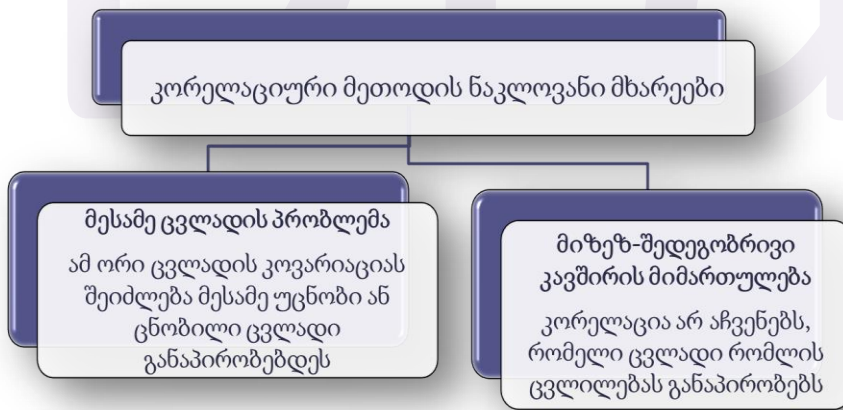 კორელაციური მეთოდის ნაკლოვანი მხარეები
მესამე ცვლადის პრობლემა
ამ ორი ცვლადის კოვარიაციას
შეიძლება მესამე უცნობი ან
ცნობილი ცვლადი
განაპირობებდეს
მიზეზ-შედეგობრივი
კავშირის მიმართულება
კორელაცია არ აჩვენებს,
რომელი ცვლადი რომლის
ცვლილებას განაპირობებს